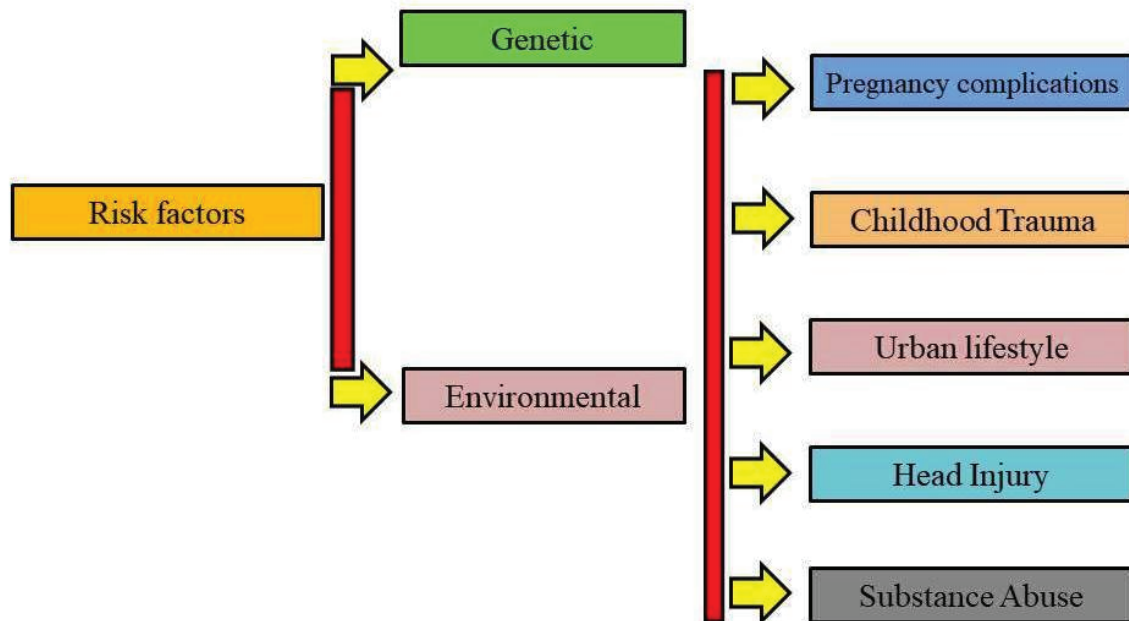 Genetic
Pregnancy complications
Risk factors
Childhood Trauma
Urban lifestyle
Environmental
Head Injury
Substance Abuse